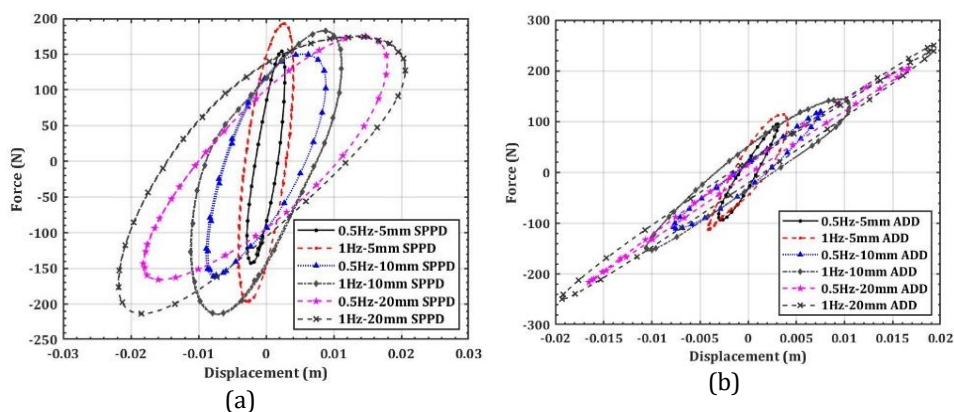 200
150
100
50
0
-50
-100
-150
-200
-250
Force (N)
0.5Hz-5mm SPPD
1Hz-5mm SPPD
0.5Hz-10mm SPPD
1Hz-10mm SPPD
0.5Hz-20mm SPPD
1Hz-20mm SPPD
-0.03 -0.02 -0.01 0 0.01 0.02 0.03
Displacement (m)
(a)
300
200
100
0
-100
-200
-300
Force (N)
0.5Hz-5mm ADD
1Hz-5mm ADD
0.5Hz-10mm ADD
1Hz-10mm ADD
0.5Hz-20mm ADD
1Hz-20mm ADD
-0.02 -0.015 -0.01 -0.005 0 0.005 0.01 0.015 0.02
Displacement (m)
(b)